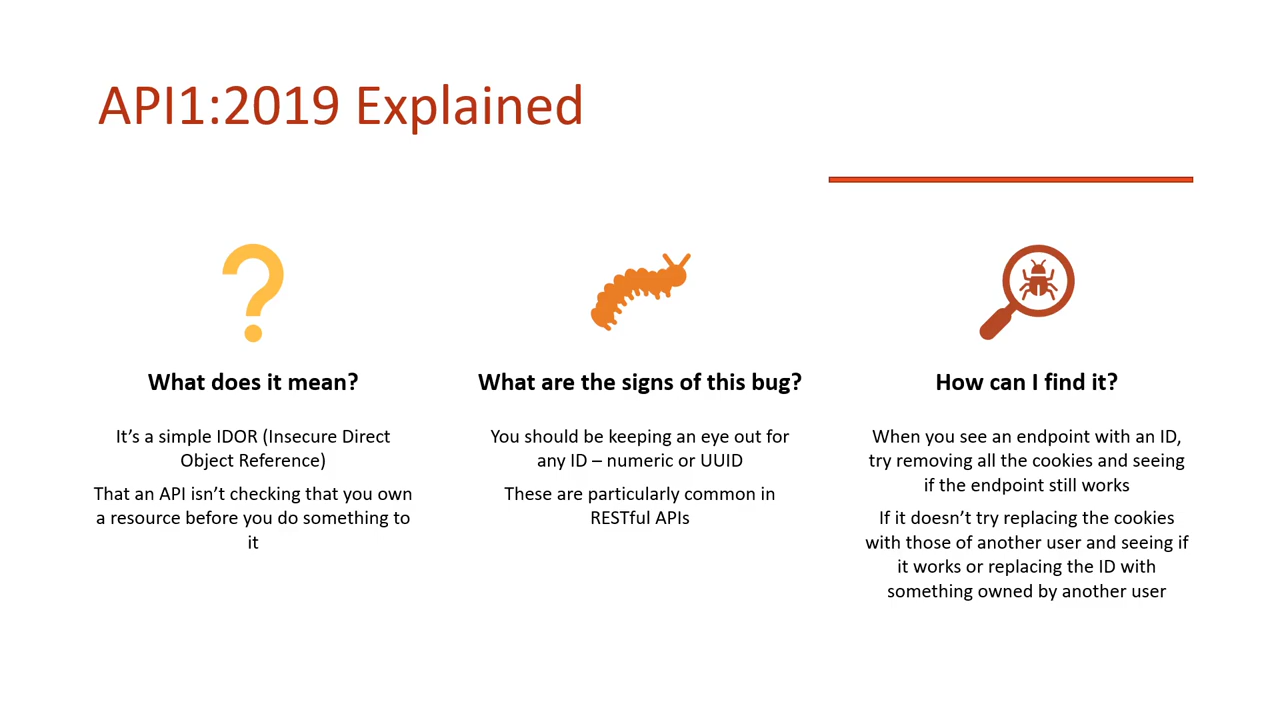 API1:2019 Explained
What does it mean?
It’s a simple IDOR (Insecure Direct
Object Reference)
That an API isn’t checking that you own
a resource before you do something to
it
What are the signs of this bug?
You should be keeping an eye out for
any ID – numeric or UUID
These are particularly common in
RESTful APIs
How can I find it?
When you see an endpoint with an ID,
try removing all the cookies and seeing
if the endpoint still works
If it doesn’t try replacing the cookies
with those of another user and seeing if
it works or replacing the ID with
something owned by another user